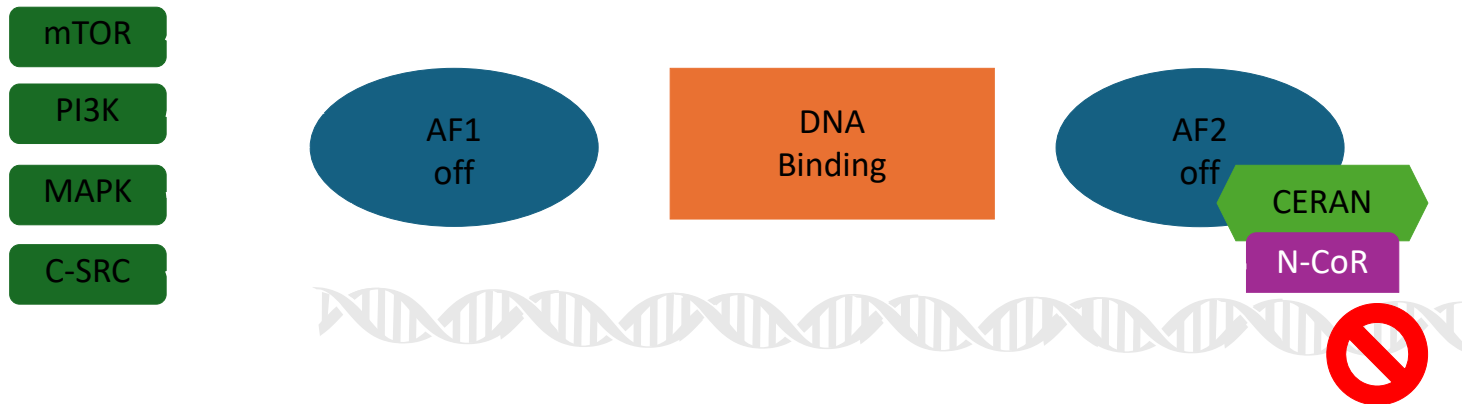 mTOR
PI3K
MAPK
C-SRC
AF1
off
DNA
Binding
AF2
off
CERAN
N-CoR